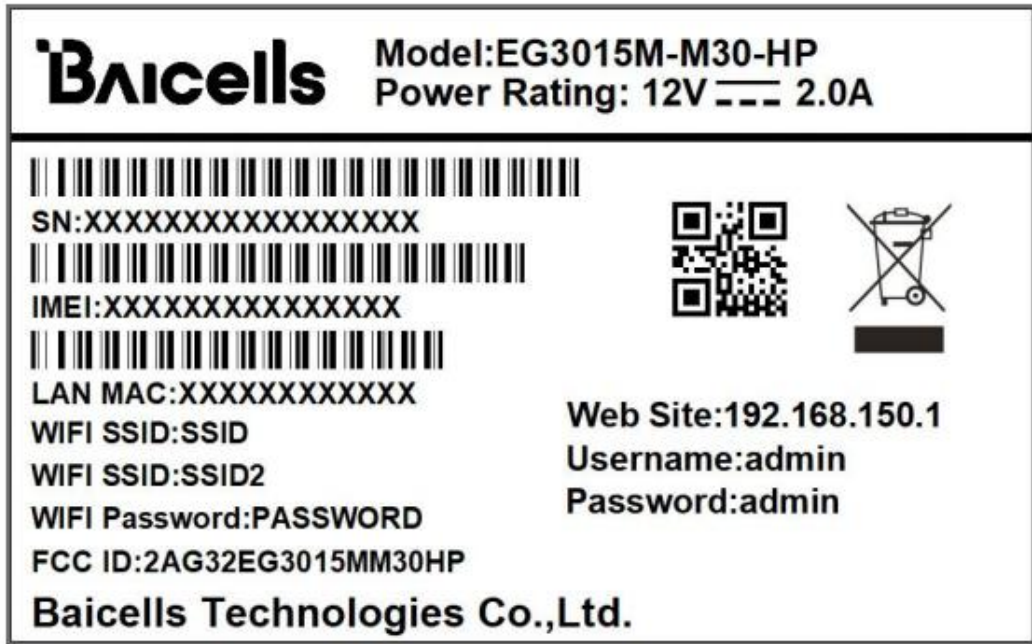 Baicells
Model:EG3015M-M30-HP
Power Rating: 12V 2.0A
SN:XXXXXXXXXXXXXXXXX
IMEI:XXXXXXXXXXXXXXX
LAN MAC:XXXXXXXXXXXX
WIFI SSID:SSID
WIFI SSID:SSID2
WIFI Password:PASSWORD
FCC ID:2AG32EG3015MM30HP
Web Site:192.168.150.1
Username:admin
Password:admin
Baicells Technologies Co.,Ltd.